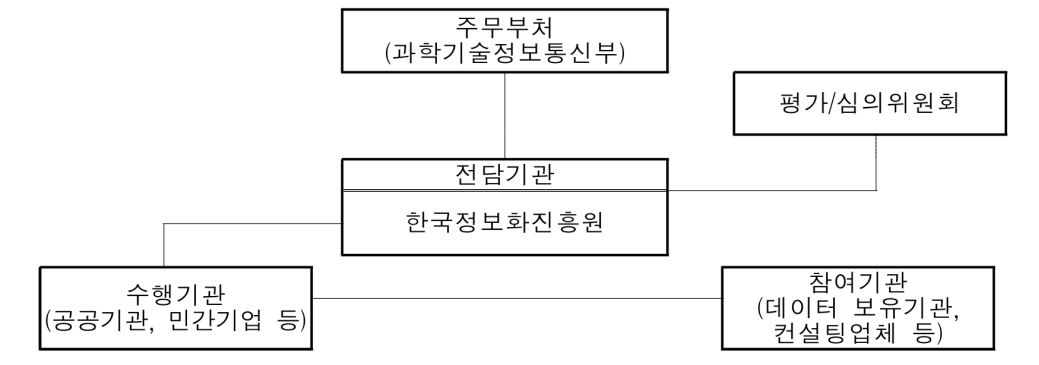 주무부처
(과학기술정보통신부)
평가/심의위원회
전담기관
한국정보화진흥원
수행기관
(공공기관, 민간기업 등)
참여기관
(데이터 보유기관,
컨설팅업체 등)